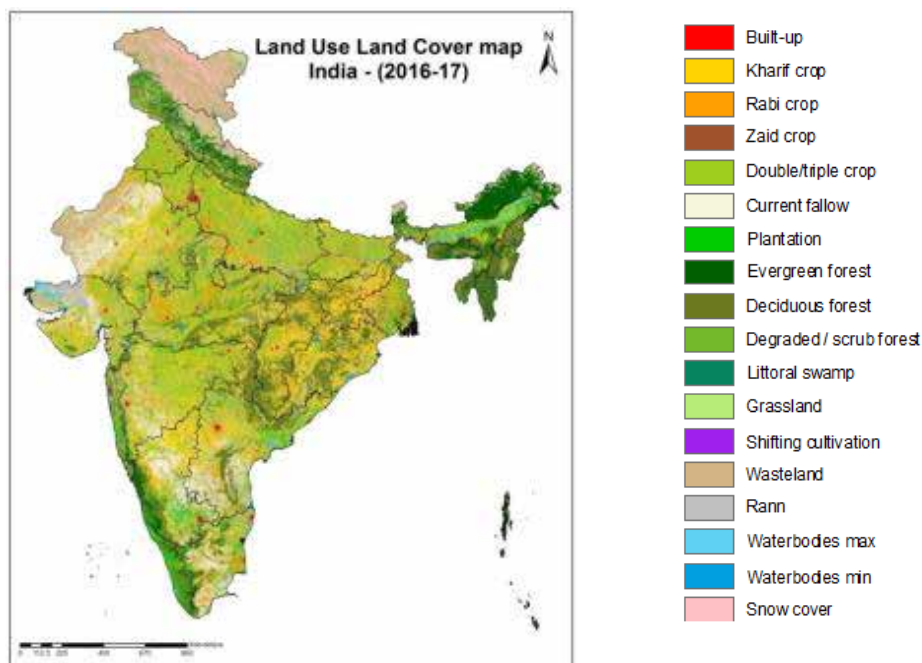 Land Use Land Cover map
India - (2016-17)
N
Built-up
Kharif crop
Rabi crop
Zaid crop
Double/triple crop
Current fallow
Plantation
Evergreen forest
Deciduous forest
Degraded / scrub forest
Littoral swamp
Grassland
Shifting cultivation
Wasteland
Rann
Waterbodies max
Waterbodies min
Snow cover